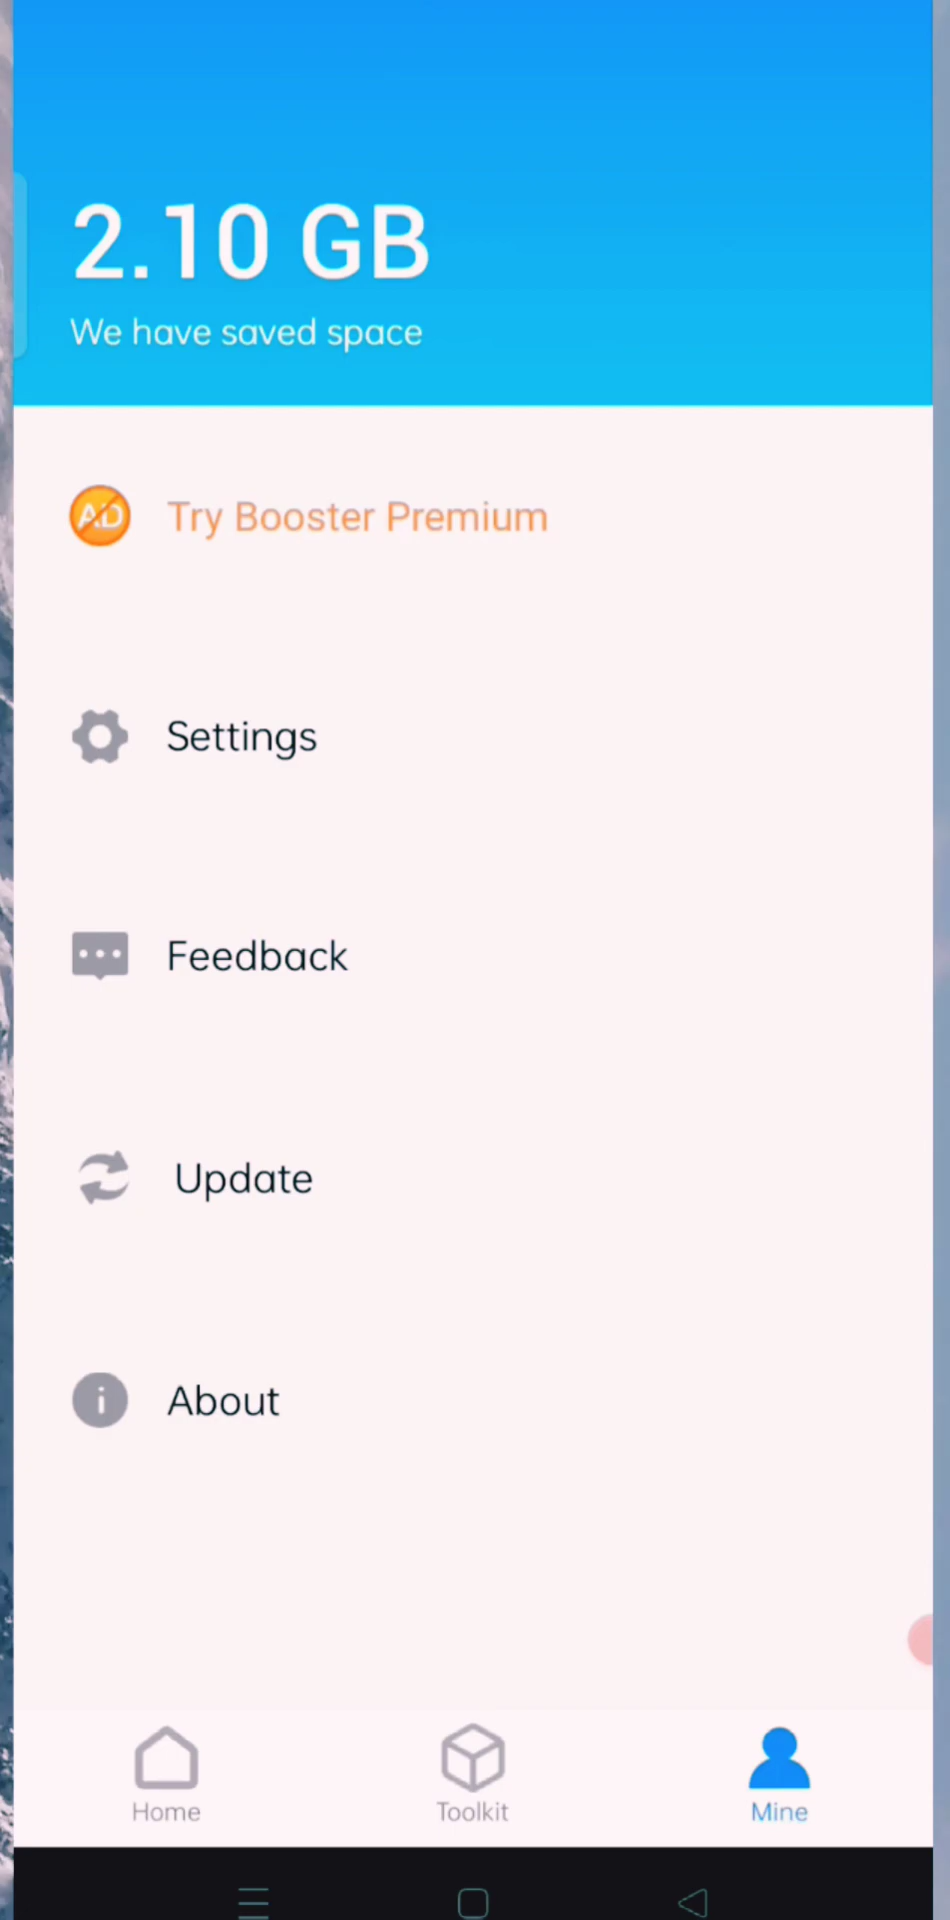 2.10 GB
We have saved space
AD
Try Booster Premium
Settings
Feedback
Update
About
Home
Toolkit
Mine